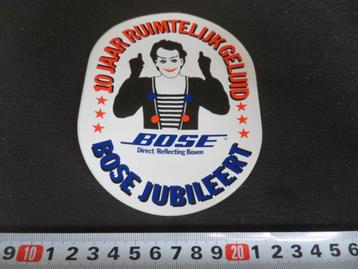 10 JAAR RUIMTELIJK GELUID
BOSE
Direct/Reflecting Boxen
BOSE JUBILEERT
9 10 1 2 3 4 5 6 7 8 9 20 1 2 3 4 5 6